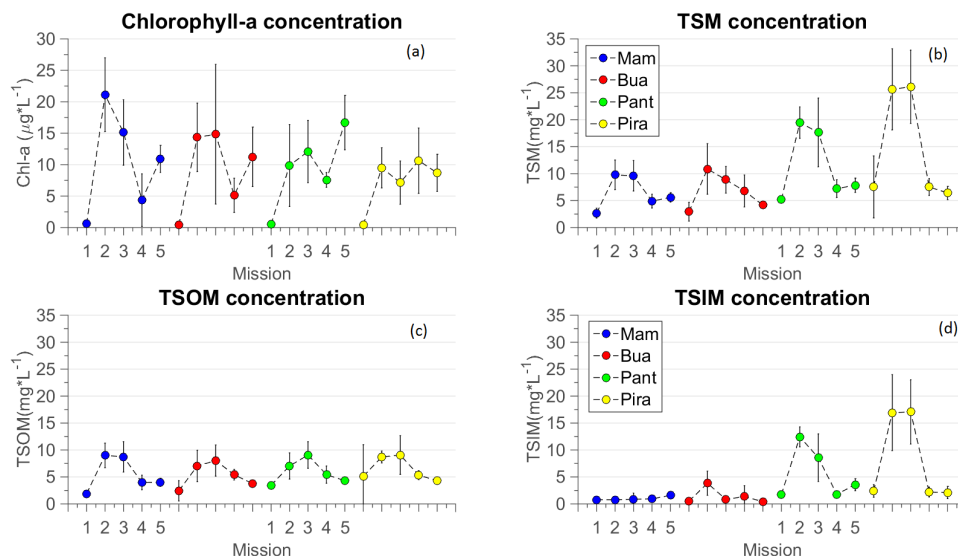 Chlorophyll-a concentration
(a)
30
25
20
15
10
5
0
Chl-a (μg*L⁻¹)
1 2 3 4 5 1 2 3 4 5
Mission
TSM concentration
(b)
Mam
Bua
Pant
Pira
35
30
25
20
15
10
5
0
TSM(mg*L⁻¹)
1 2 3 4 5 1 2 3 4 5
Mission
TSOM concentration
(c)
35
30
25
20
15
10
5
0
TSOM(mg*L⁻¹)
1 2 3 4 5 1 2 3 4 5
Mission
TSIM concentration
(d)
Mam
Bua
Pant
Pira
35
30
25
20
15
10
5
0
TSIM(mg*L⁻¹)
1 2 3 4 5 1 2 3 4 5
Mission